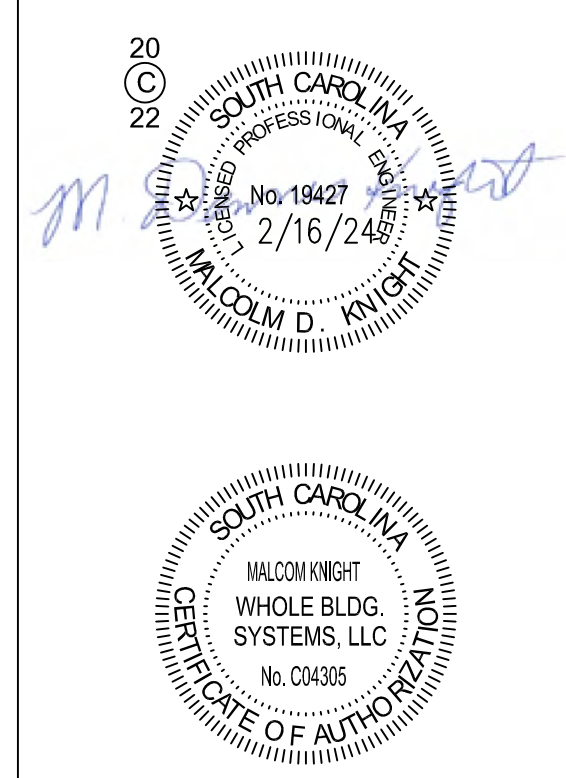 20
C
22
SOUTH CAROLINA
LICENSED PROFESSIONAL ENGINEER
No. 19427
2/16/24
MALCOLM D. KNIGHT
M. Knight
SOUTH CAROLINA
MALCOM KNIGHT
WHOLE BLDG.
SYSTEMS, LLC
No. C04305
CERTIFICATE OF AUTHORIZATION